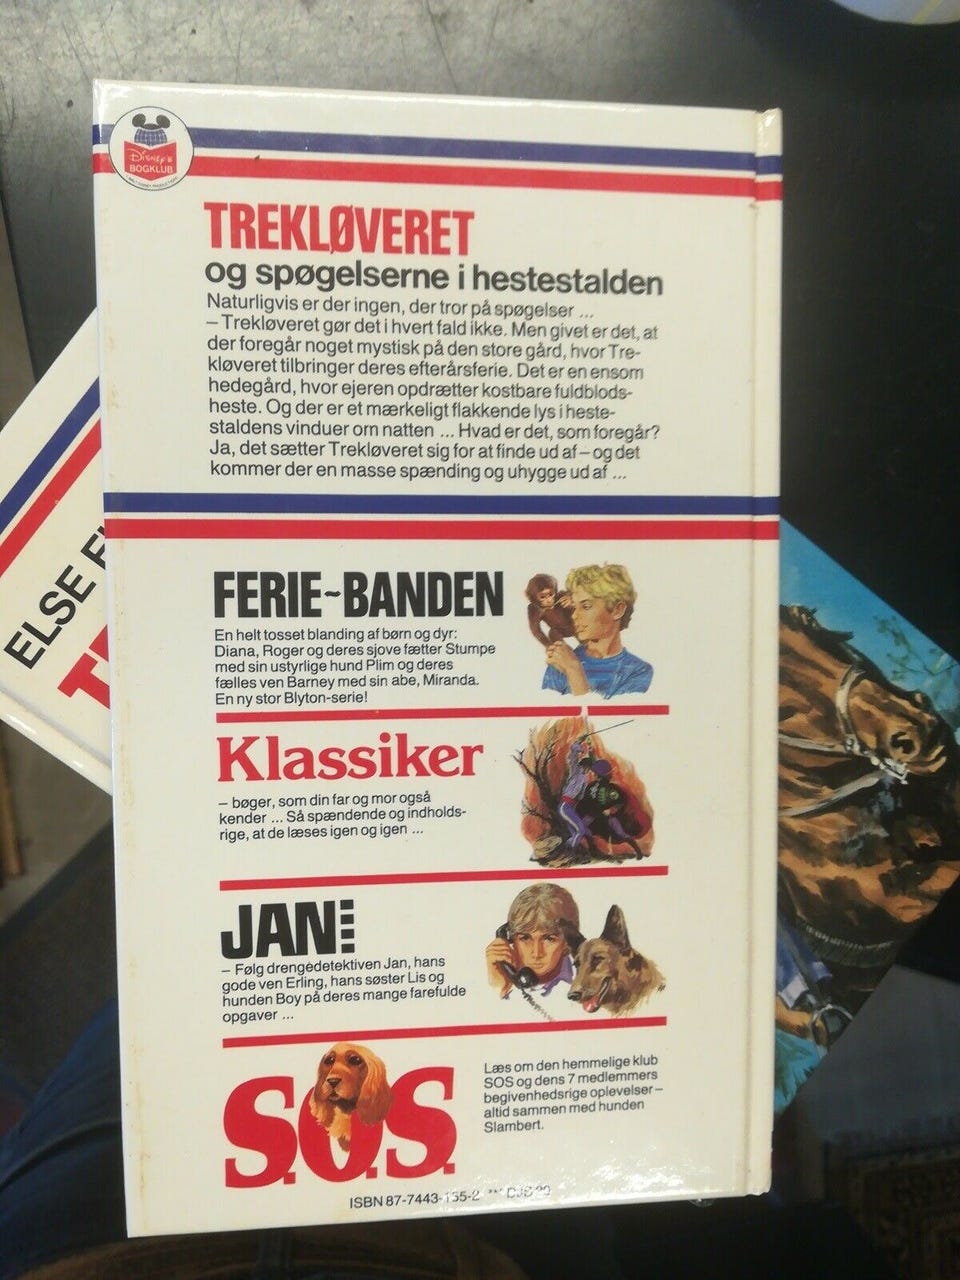 Disney's
BOGKLUB
TREKLØVERET
og spøgelserne i hestestalden
Naturligvis er der ingen, der tror på spøgelser ...
– Trekløveret gør det i hvert fald ikke. Men givet er det, at
der foregår noget mystisk på den store gård, hvor Tre-
kløveret tilbringer deres efterårsferie. Det er en ensom
hedegård, hvor ejeren opdrætter kostbare fuldblods-
heste. Og der er et mærkeligt flakkende lys i heste-
staldens vinduer om natten ... Hvad er det, som foregår?
Ja, det sætter Trekløveret sig for at finde ud af – og det
kommer der en masse spænding og uhygge ud af ...
ELSE
FERIE~BANDEN
En helt tosset blanding af børn og dyr:
Diana, Roger og deres sjove fætter Stumpe
med sin ustyrlige hund Plim og deres
fælles ven Barney med sin abe, Miranda.
En ny stor Blyton-serie!
Klassiker
– bøger, som din far og mor også
kender ... Så spændende og indholds-
rige, at de læses igen og igen ...
JAN
– Følg drengedetektiven Jan, hans
gode ven Erling, hans søster Lis og
hunden Boy på deres mange farefulde
opgaver ...
S.O.S.
Læs om den hemmelige klub
SOS og dens 7 medlemmers
begivenhedsrige oplevelser –
altid sammen med hunden
Slambert.
ISBN 87-7443-155-2 ***